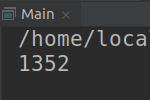 Main ×
/home/loca
1352